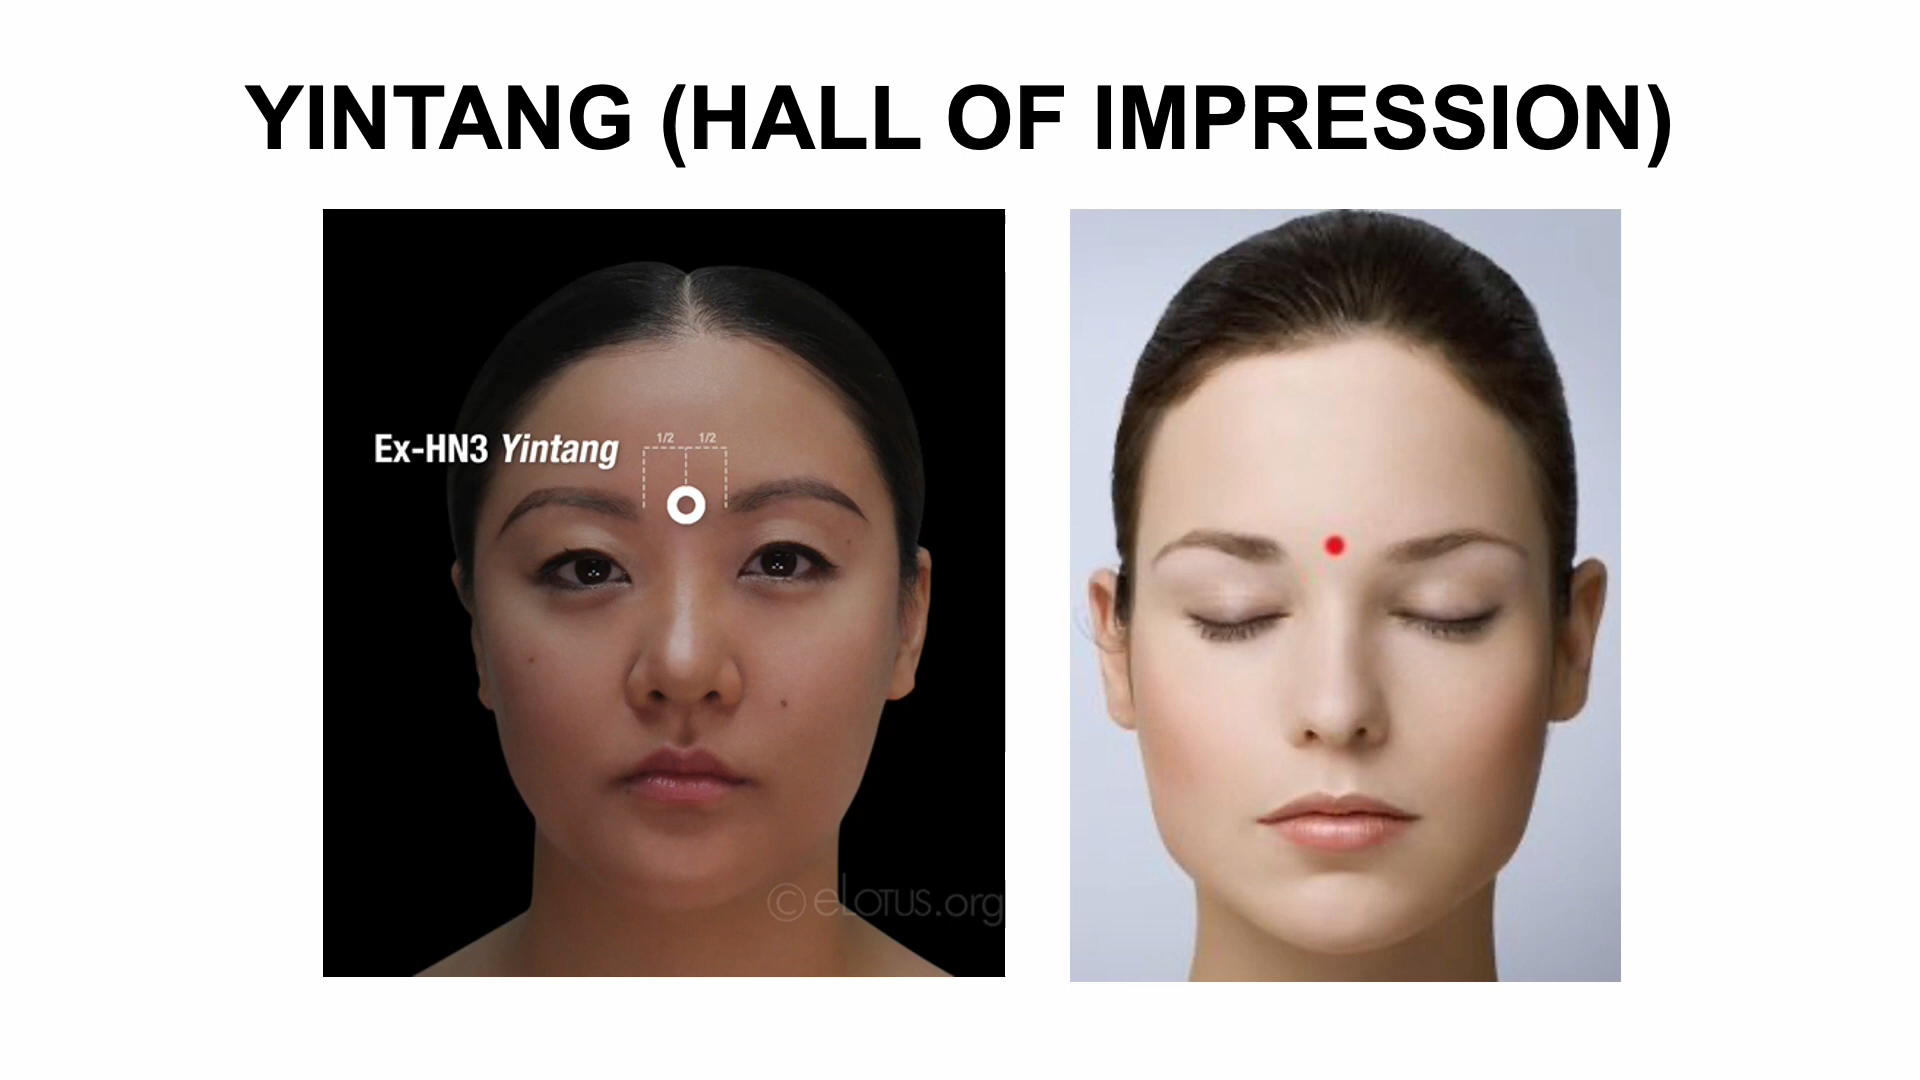 YINTANG (HALL OF IMPRESSION)
1/2 1/2
Ex-HN3 Yintang
© eLOTUS.org